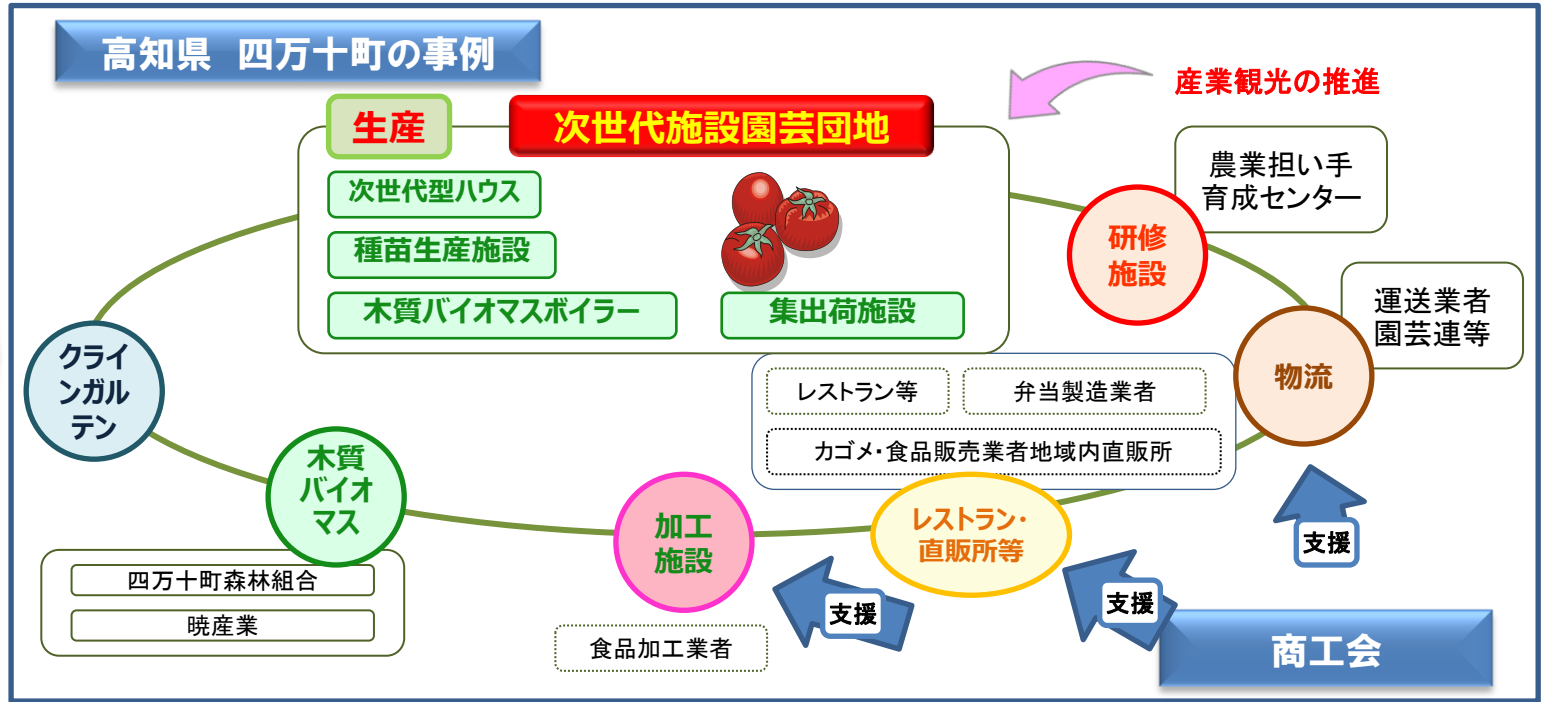 高知県 四万十町の事例
産業観光の推進
生産
次世代施設園芸団地
次世代型ハウス
種苗生産施設
木質バイオマスボイラー
集出荷施設
農業担い手
育成センター
研修
施設
運送業者
園芸連等
物流
レストラン等
弁当製造業者
カゴメ・食品販売業者地域内直販所
クライ
ンガル
テン
木質
バイオ
マス
四万十町森林組合
暁産業
加工
施設
食品加工業者
レストラン・
直販所等
支援
支援
支援
商工会